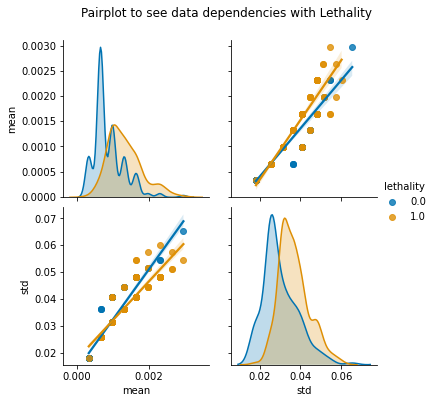 Pairplot to see data dependencies with Lethality
0.0030
0.0025
0.0020
0.0015
0.0010
0.0005
0.0000
mean
lethality
0.0
1.0
0.07
0.06
0.05
0.04
0.03
0.02
std
0.000 0.002
mean
0.02 0.04 0.06
std